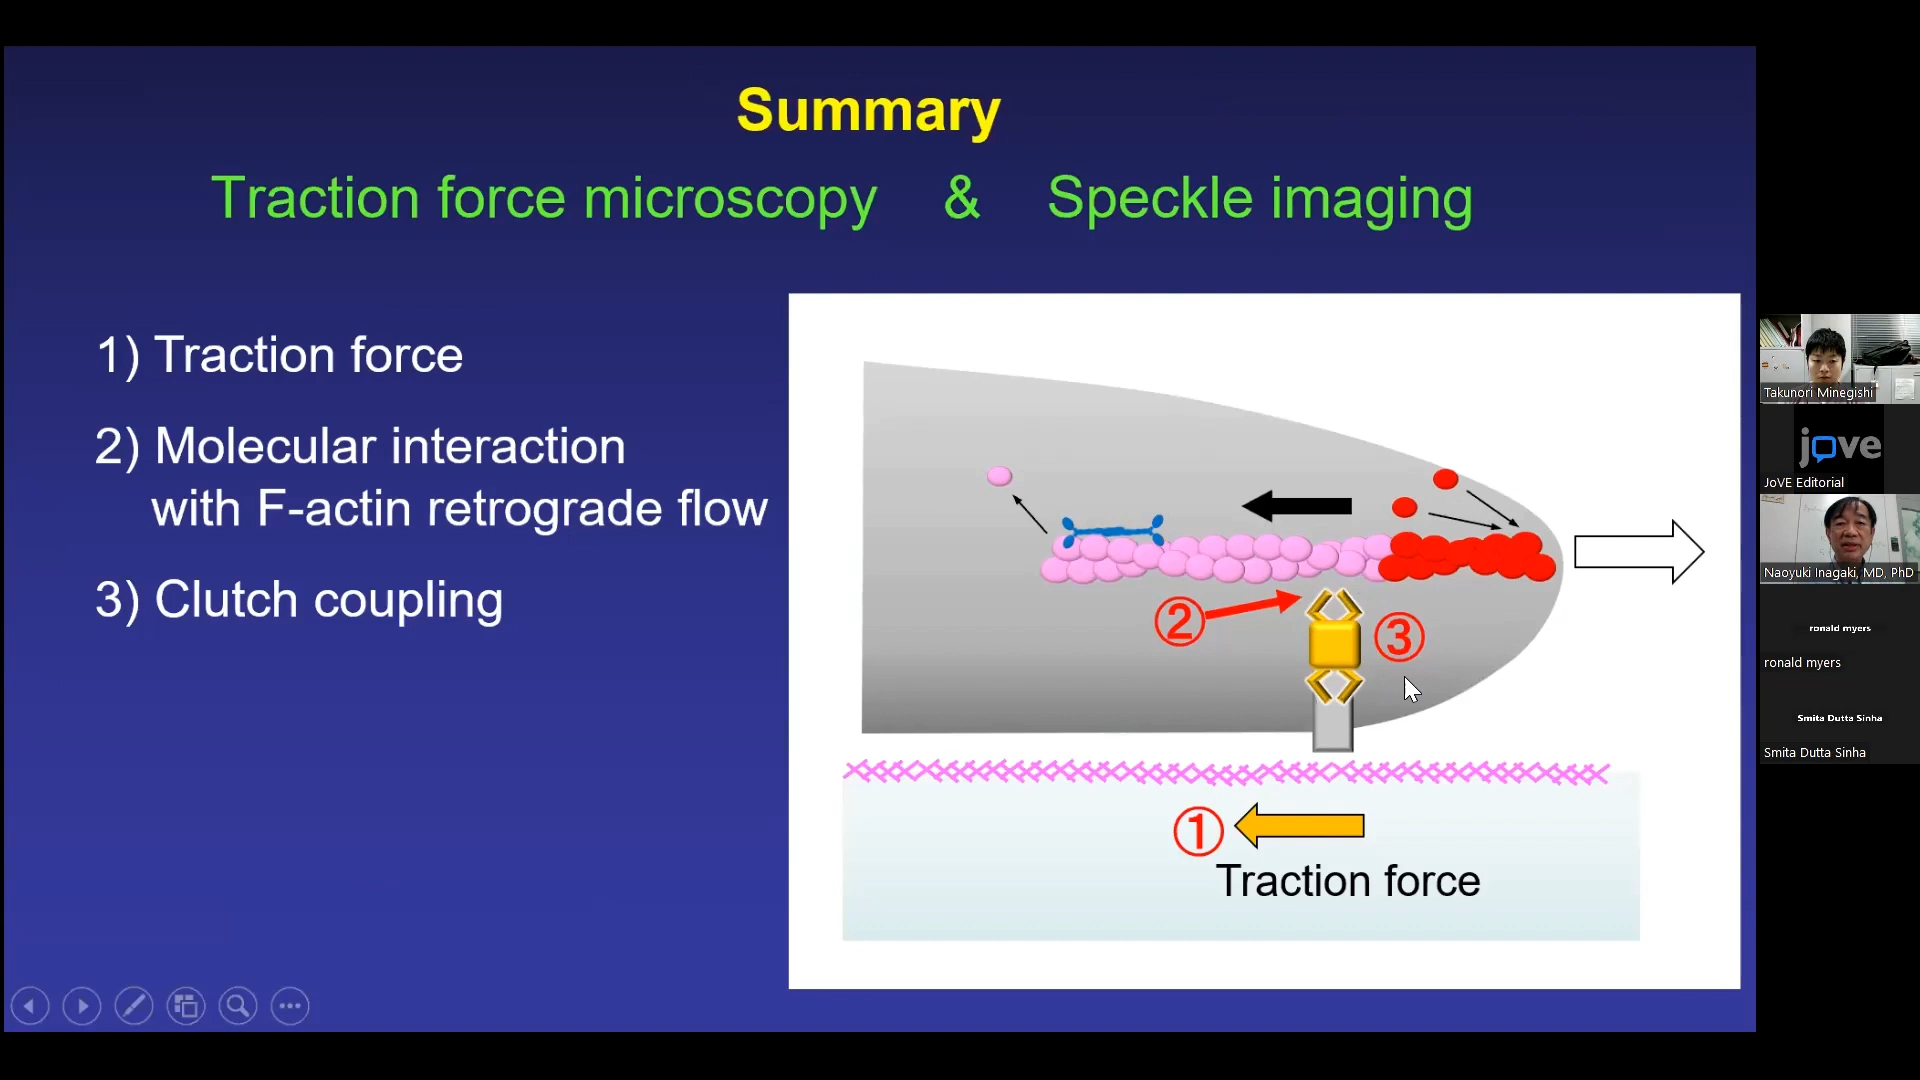 Summary
Traction force microscopy & Speckle imaging
1) Traction force
2) Molecular interaction
with F-actin retrograde flow
3) Clutch coupling
②
③
①
Traction force
Takunori Minegishi
jove
JoVE Editorial
Naoyuki Inagaki, MD, PhD
ronald myers
ronald myers
Smita Dutta Sinha
Smita Dutta Sinha